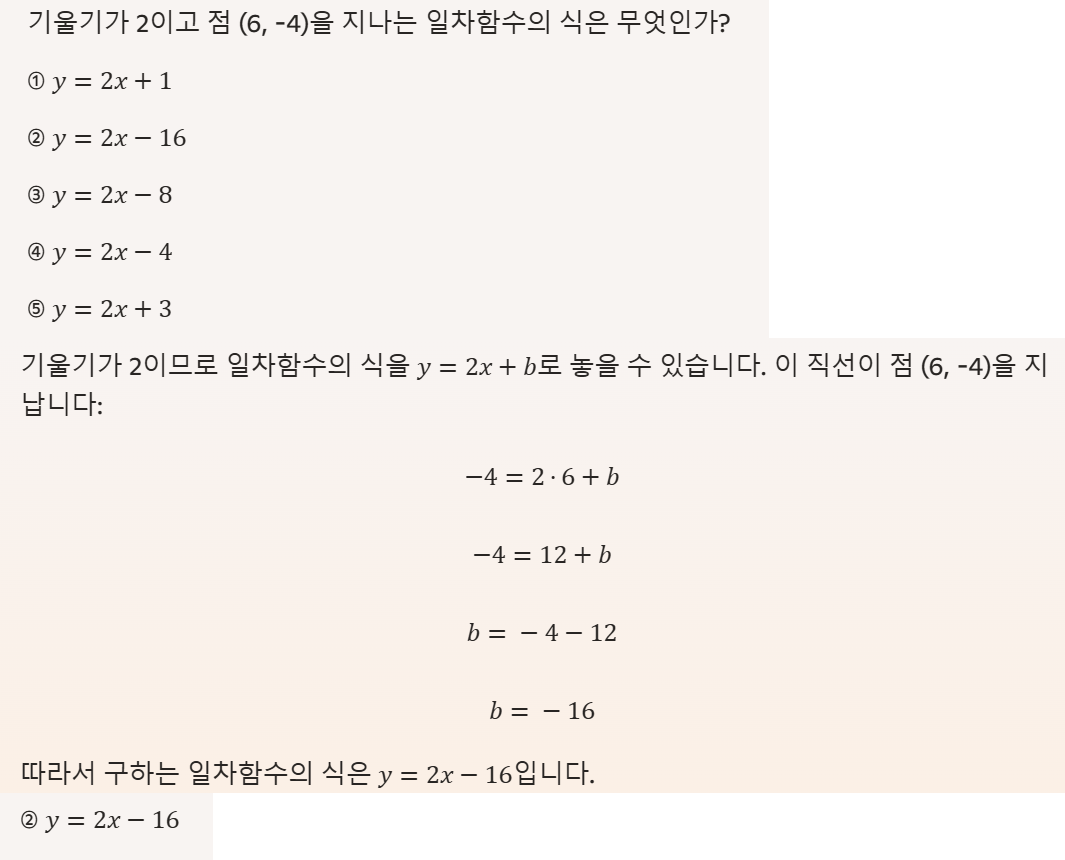 기울기가 2이고 점 (6, -4)을 지나는 일차함수의 식은 무엇인가?
① y = 2x + 1
② y = 2x − 16
③ y = 2x − 8
④ y = 2x − 4
⑤ y = 2x + 3
기울기가 2이므로 일차함수의 식을 y = 2x + b로 놓을 수 있습니다. 이 직선이 점 (6, -4)을 지
납니다:
−4 = 2 · 6 + b
−4 = 12 + b
b = − 4 − 12
b = − 16
따라서 구하는 일차함수의 식은 y = 2x − 16입니다.
② y = 2x − 16